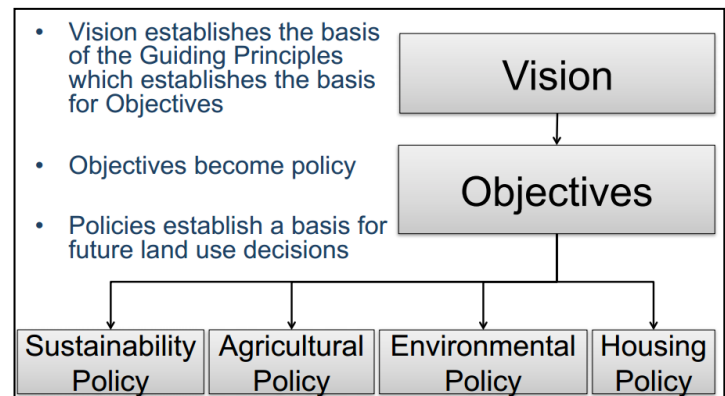 • Vision establishes the basis
of the Guiding Principles
which establishes the basis
for Objectives
• Objectives become policy
• Policies establish a basis for
future land use decisions
Vision
Objectives
Sustainability
Policy
Agricultural
Policy
Environmental
Policy
Housing
Policy